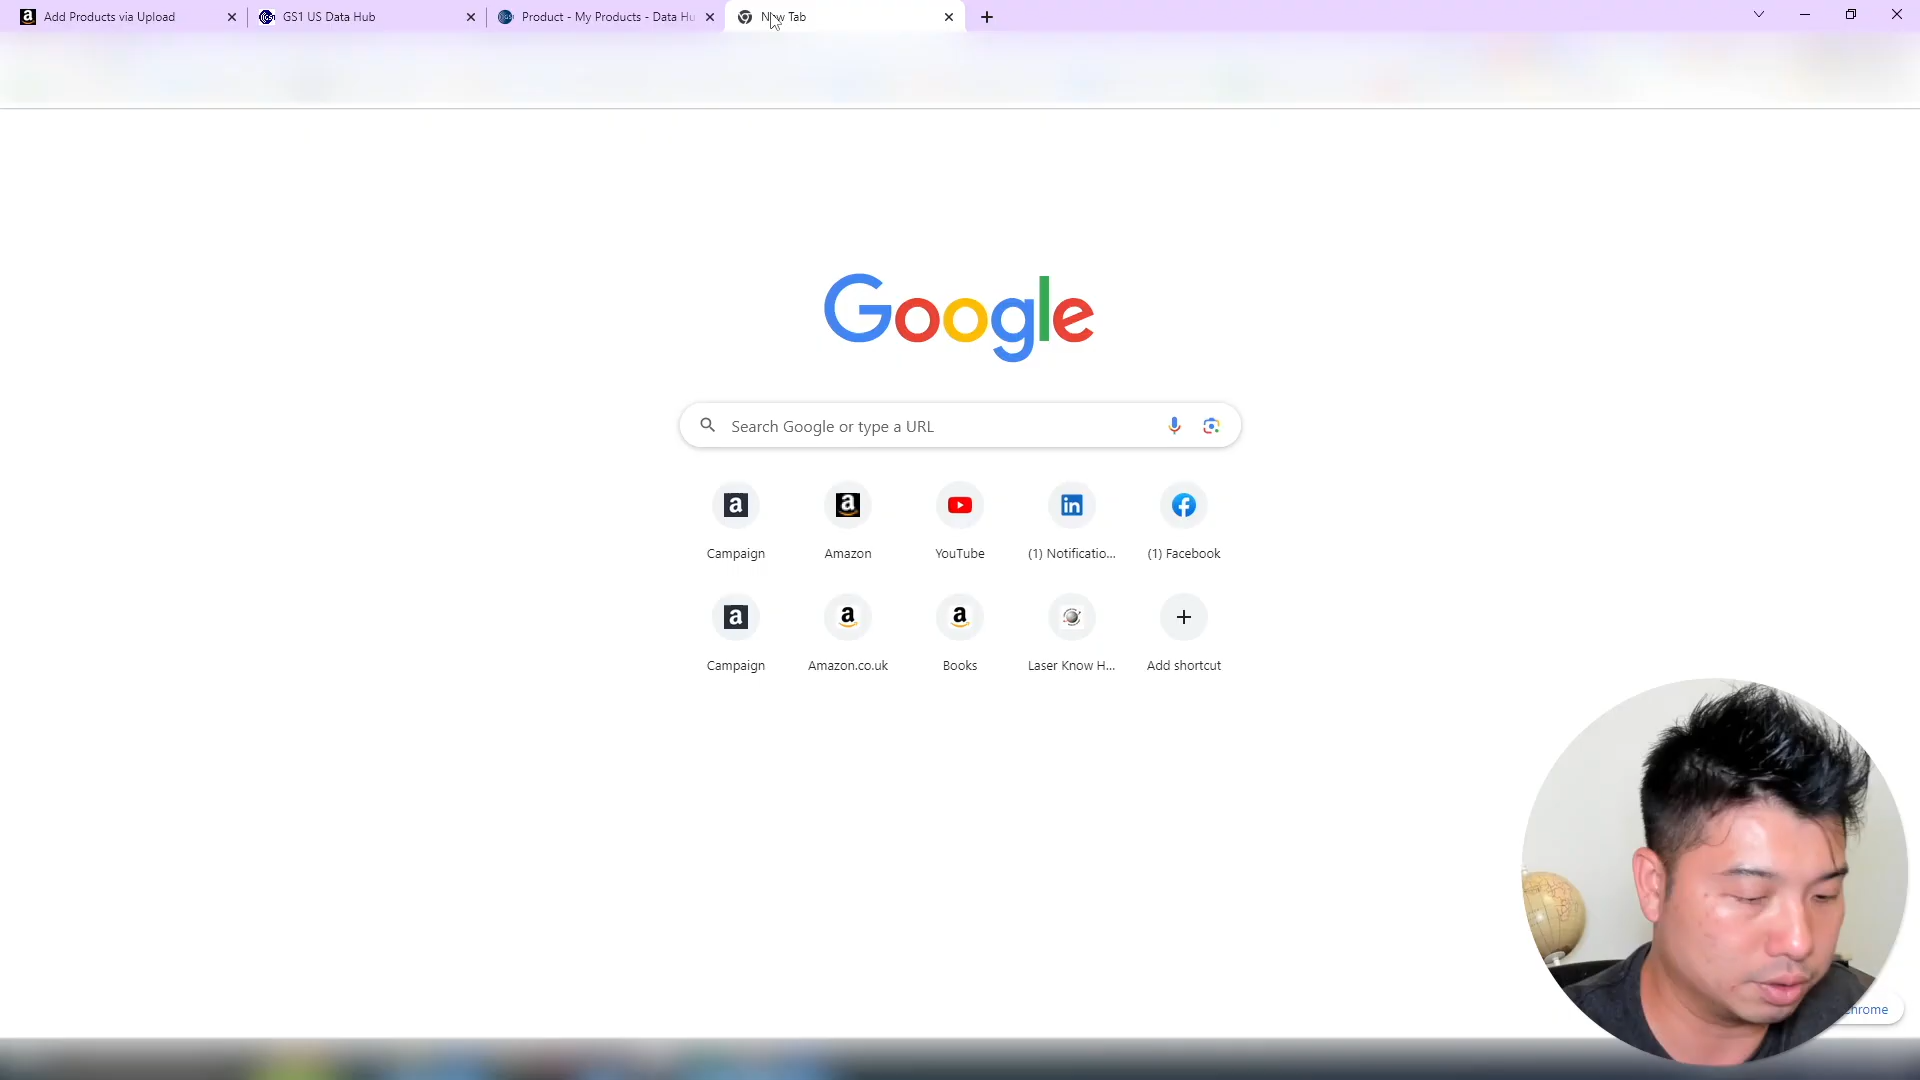 Add Products via Upload
GS1 US Data Hub
Product - My Products - Data Hu
New Tab
Google
Search Google or type a URL
Campaign
Amazon
YouTube
(1) Notificatio...
(1) Facebook
Campaign
Amazon.co.uk
Books
Laser Know H...
Add shortcut